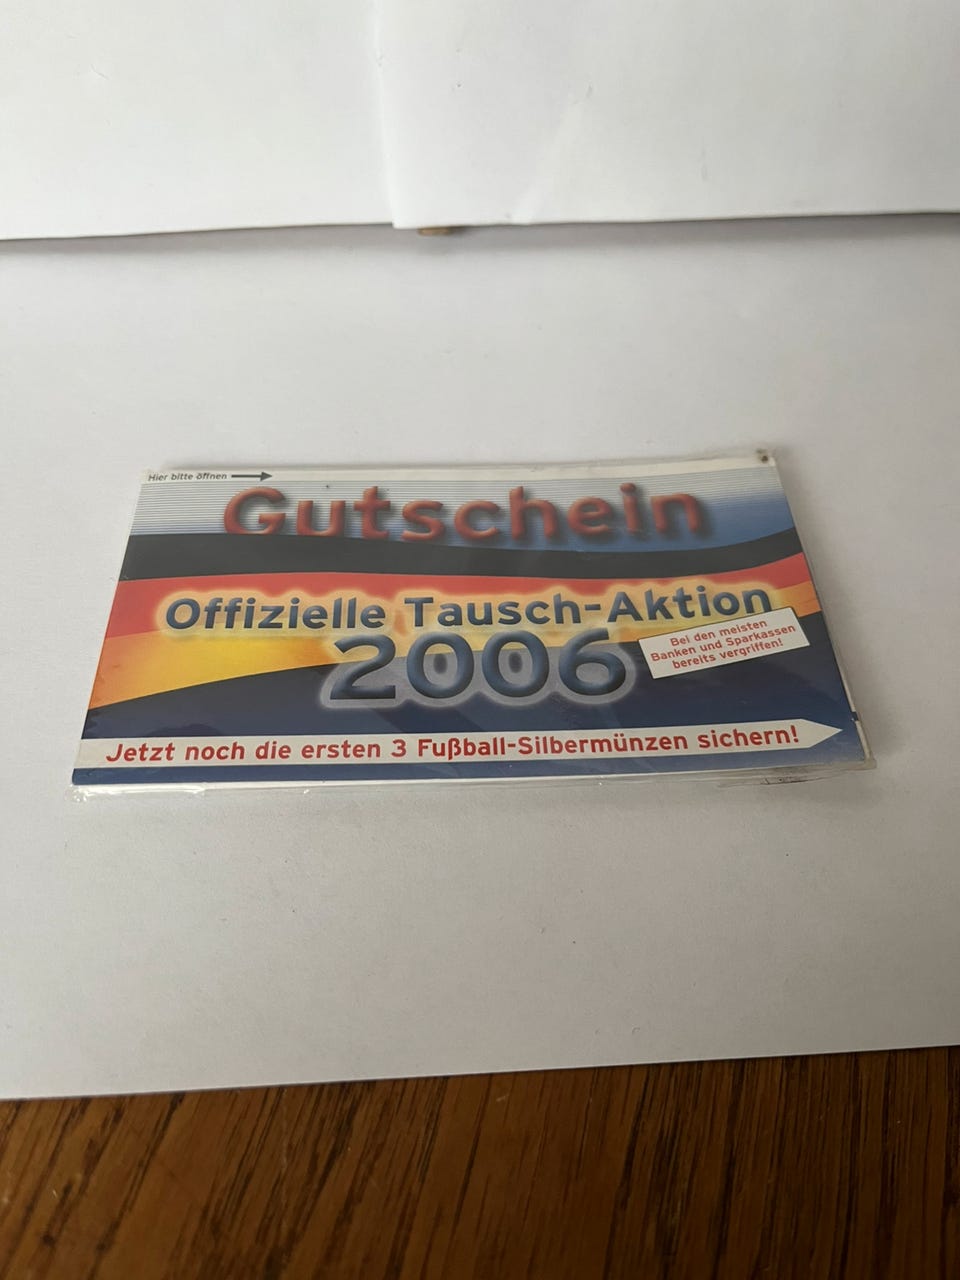 Hier bitte öffnen
Gutschein
Offizielle Tausch-Aktion
2006
Bei den meisten
Banken und Sparkassen
bereits vergriffen!
Jetzt noch die ersten 3 Fußball-Silbermünzen sichern!